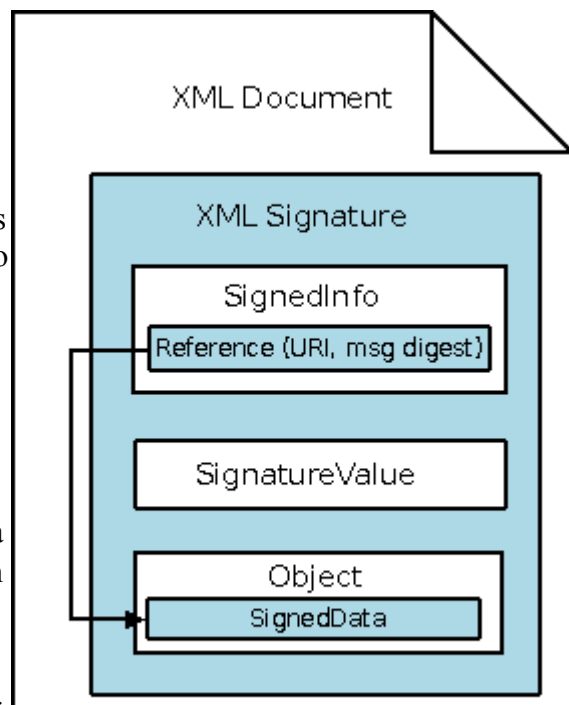 XML Document
XML Signature
s
o
SignedInfo
Reference (URI, msg digest)
SignatureValue
a
Object
SignedData